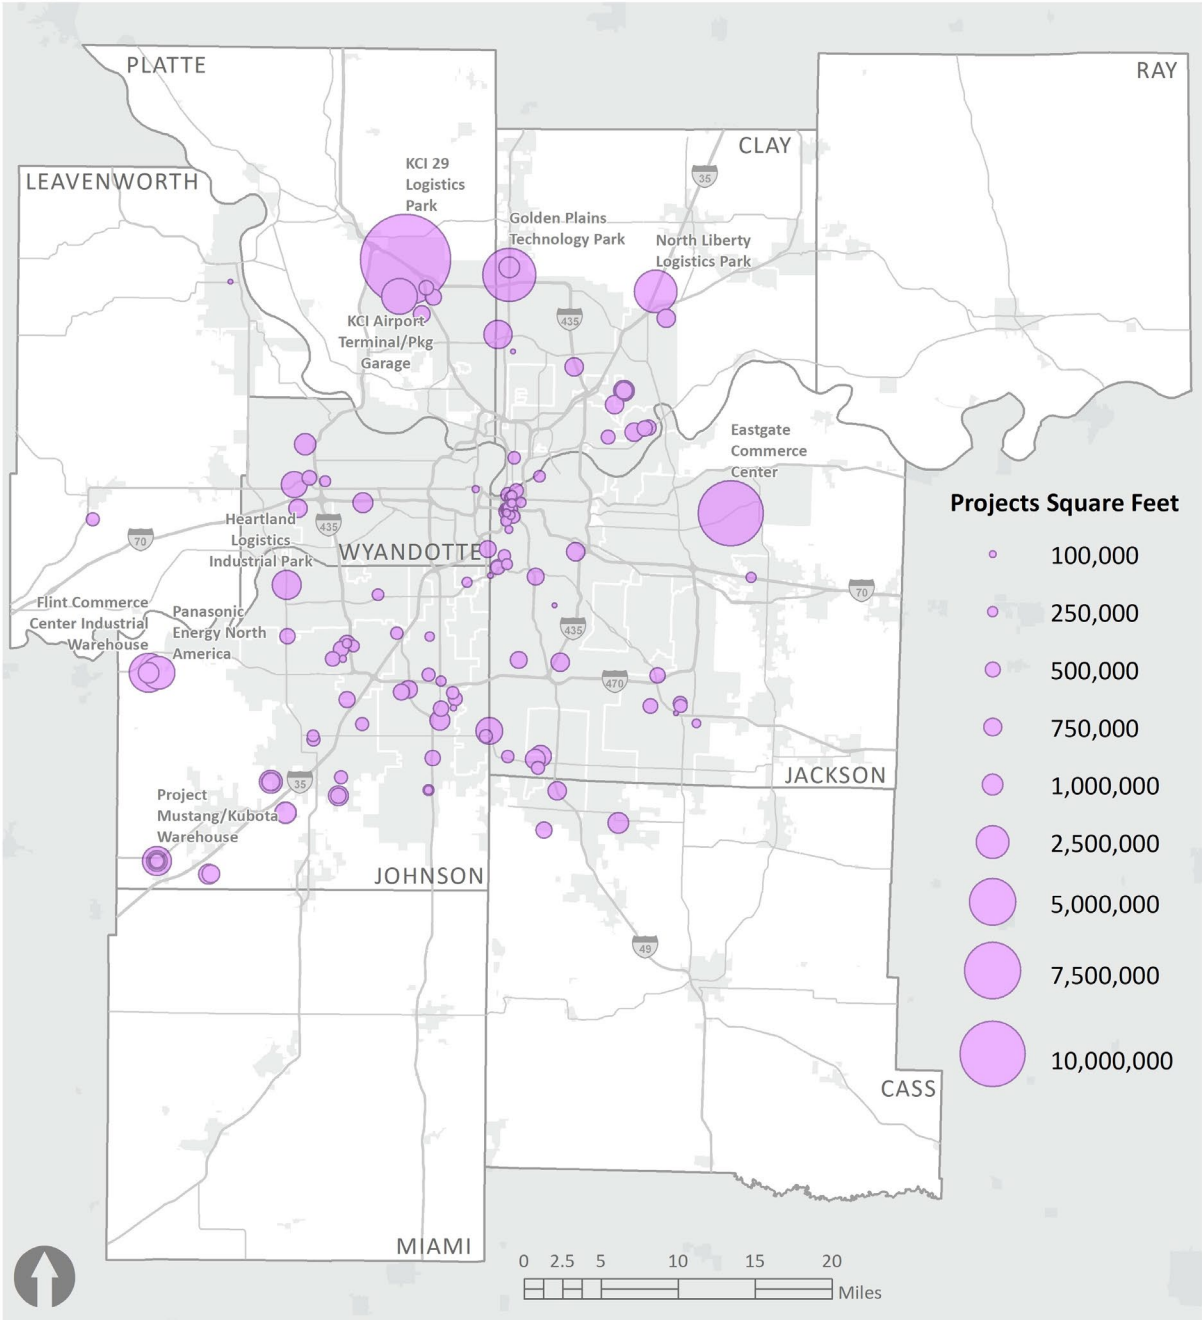 PLATTE
RAY
CLAY
LEAVENWORTH
KCI 29
Logistics
Park
35
Golden Plains
Technology Park
North Liberty
Logistics Park
435
KCI Airport
Terminal/Pkg
Garage
Eastgate
Commerce
Center
Heartland
Logistics
Industrial Park
435
70
WYANDOTTE
70
Flint Commerce
Center Industrial
Warehouse
Panasonic
Energy North
America
435
470
JACKSON
35
Project
Mustang/Kubota
Warehouse
JOHNSON
49
CASS
MIAMI
Projects Square Feet
100,000
250,000
500,000
750,000
1,000,000
2,500,000
5,000,000
7,500,000
10,000,000
0 2.5 5 10 15 20
Miles